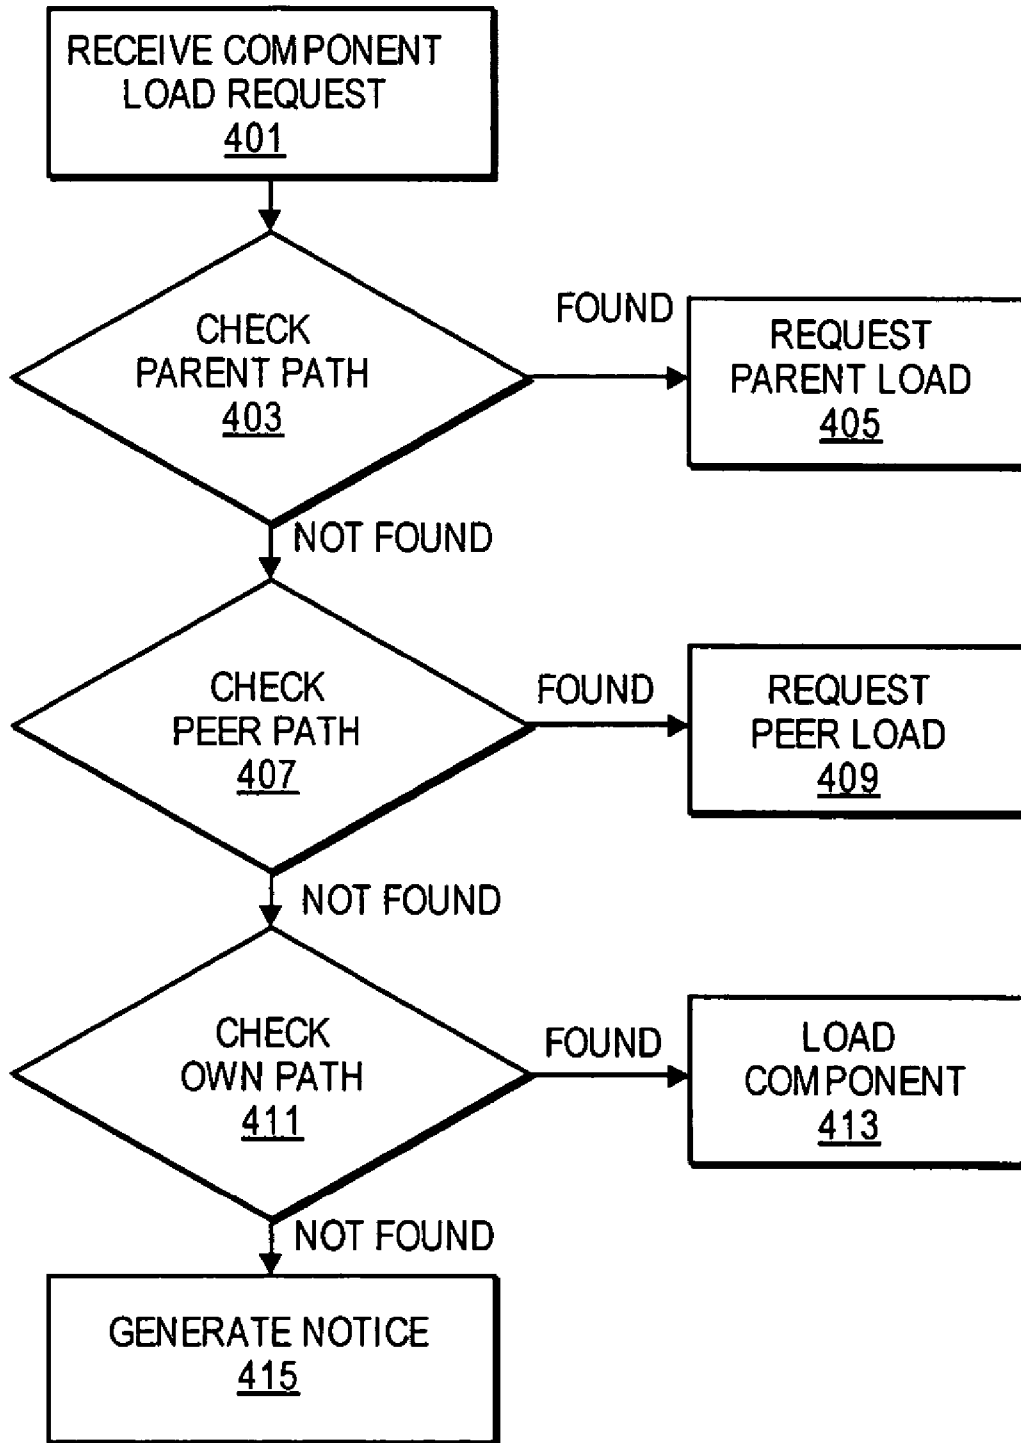 RECEIVE COMPONENT
LOAD REQUEST
401
CHECK
PARENT PATH
403
FOUND
REQUEST
PARENT LOAD
405
NOT FOUND
CHECK
PEER PATH
407
FOUND
REQUEST
PEER LOAD
409
NOT FOUND
CHECK
OWN PATH
411
FOUND
LOAD
COMPONENT
413
NOT FOUND
GENERATE NOTICE
415